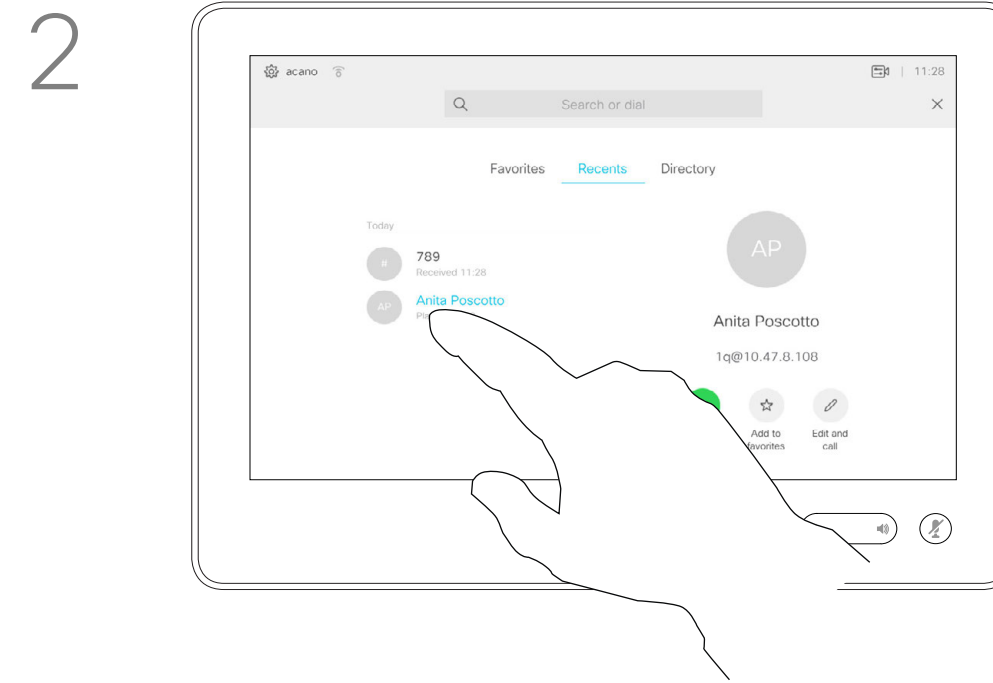 2
acano
11:28
Search or dial
Favorites Recents Directory
Today
#
789
Received 11:28
AP
Anita Poscotto
AP
Anita Poscotto
1q@10.47.8.108
Add to
favorites
Edit and
call